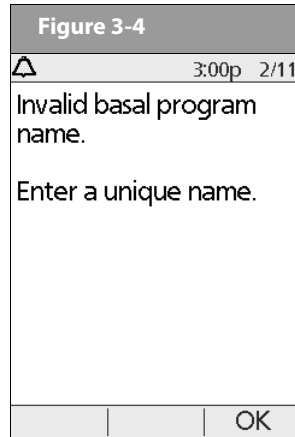 Figure 3-4
3:00p 2/11
Invalid basal program
name.
Enter a unique name.
OK